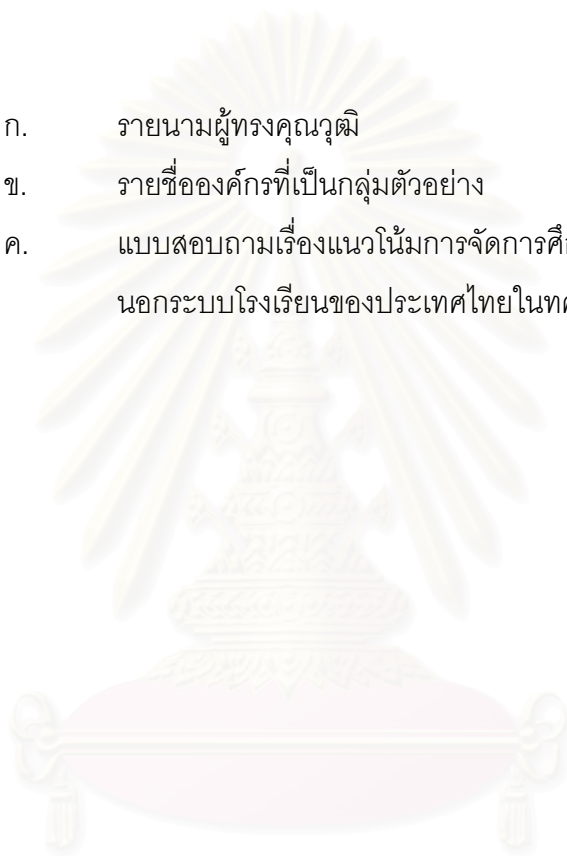 ก. รายนามผู้ทรงคุณวุฒิ
ข. รายชื่อองค์กรที่เป็นกลุ่มตัวอย่าง
ค. แบบสอบถามเรื่องแนวโน้มการจัดการ
นอกระบบโรงเรียนของประเทศไทยใน